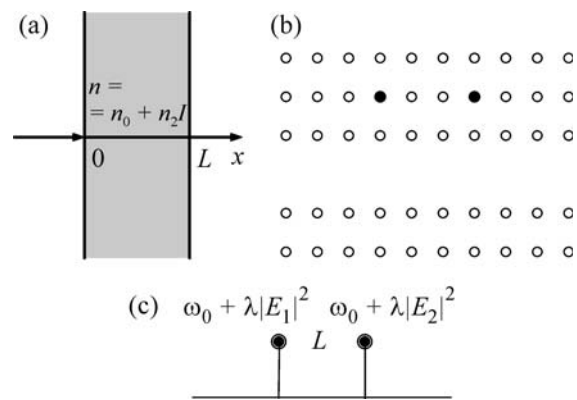 (a)
(b)
n =
= n₀ + n₂I
0
L
x
(c)
ω₀ + λ|E₁|²
ω₀ + λ|E₂|²
L